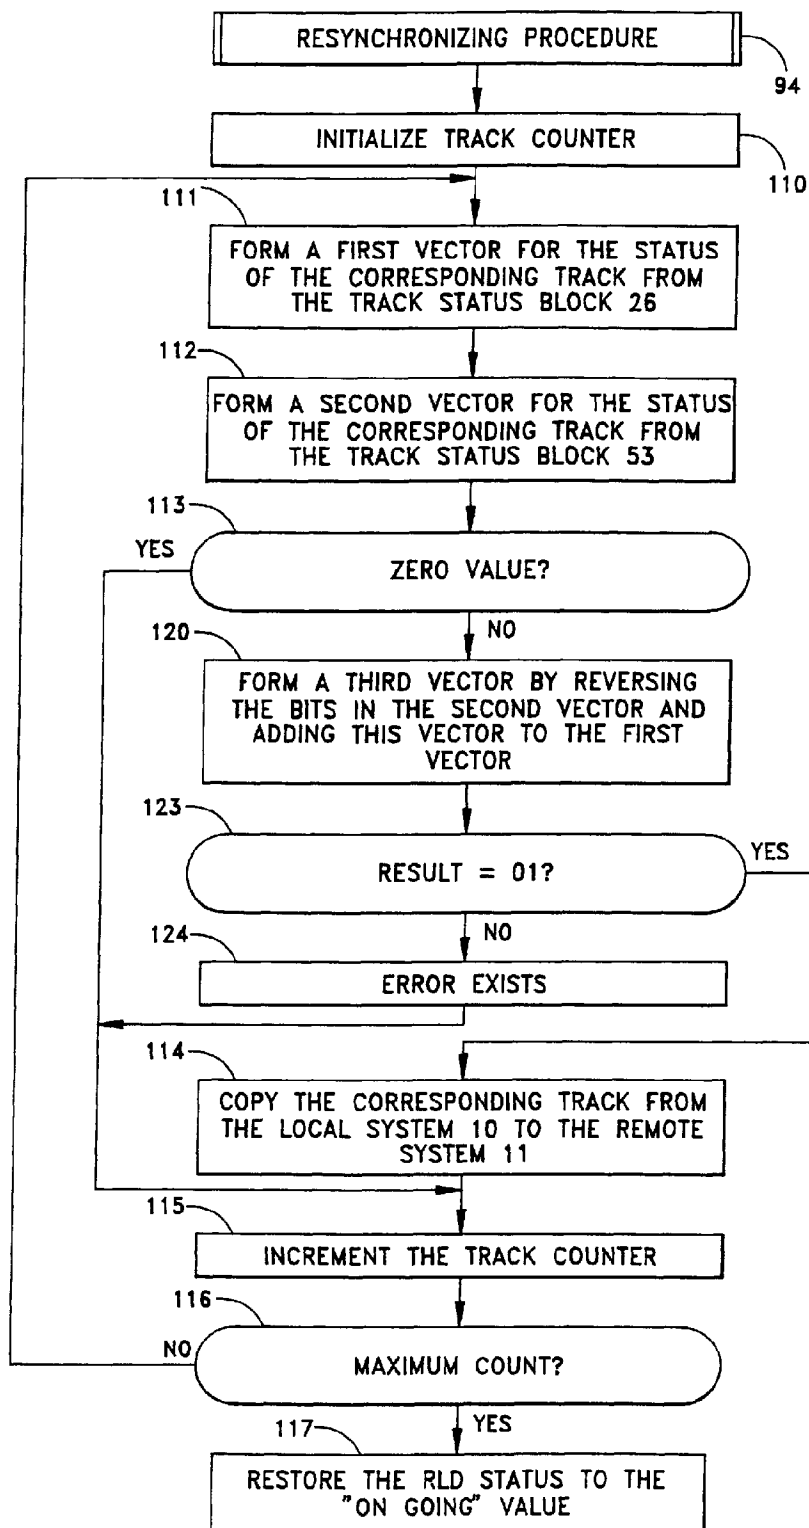 RESYNCHRONIZING PROCEDURE
94
INITIALIZE TRACK COUNTER
110
111
FORM A FIRST VECTOR FOR THE STATUS
OF THE CORRESPONDING TRACK FROM
THE TRACK STATUS BLOCK 26
112
FORM A SECOND VECTOR FOR THE STATUS
OF THE CORRESPONDING TRACK FROM
THE TRACK STATUS BLOCK 53
113
YES
ZERO VALUE?
NO
120
FORM A THIRD VECTOR BY REVERSING
THE BITS IN THE SECOND VECTOR AND
ADDING THIS VECTOR TO THE FIRST
VECTOR
123
YES
RESULT = 01?
NO
124
ERROR EXISTS
114
COPY THE CORRESPONDING TRACK FROM
THE LOCAL SYSTEM 10 TO THE REMOTE
SYSTEM 11
115
INCREMENT THE TRACK COUNTER
116
NO
MAXIMUM COUNT?
YES
117
RESTORE THE RLD STATUS TO THE
"ON GOING" VALUE